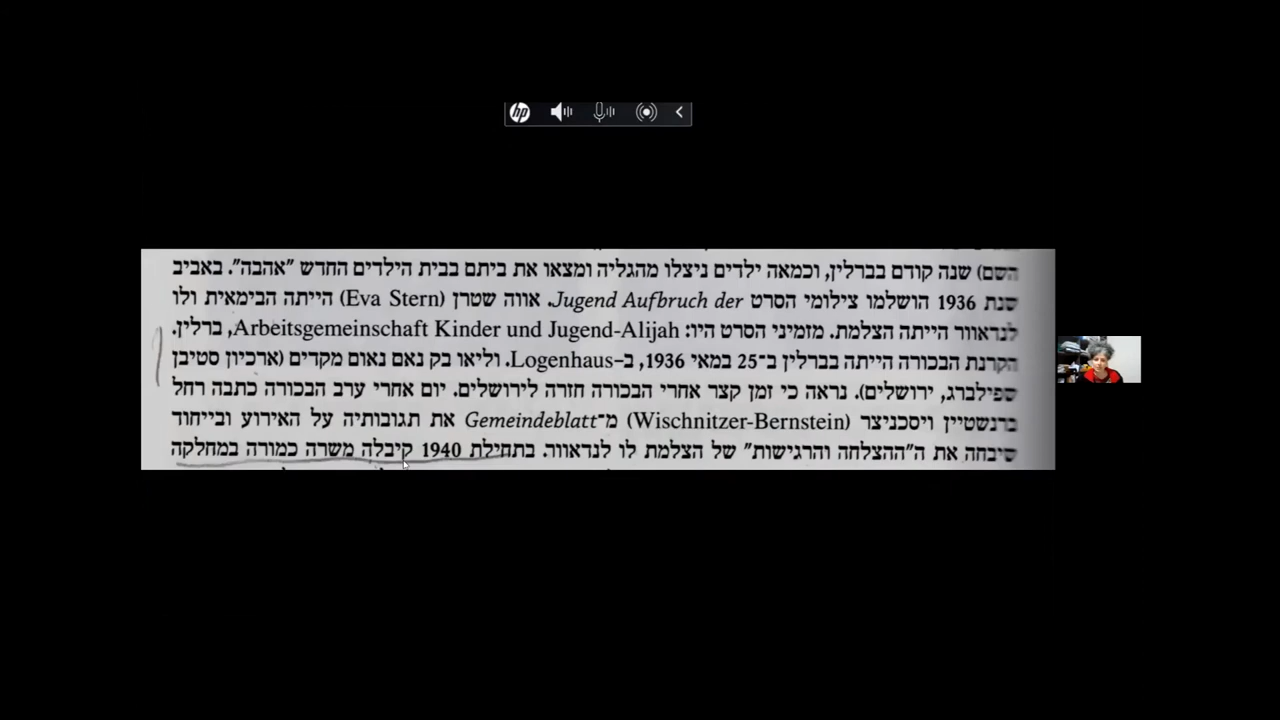 hp
השם) שנה קודם בברלין, וכמאה ילדים ניצלו מהגליה ומצאו את ביתם בבית הילדים החדש "אהבה". באביב
שנת 1936 הושלמו צילומי הסרט Jugend Aufbruch der. אווה שטרן (Eva Stern) הייתה הבימאית ולו
לנדאוור הייתה הצלמת. מזמיני הסרט היו: Arbeitsgemeinschaft Kinder und Jugend-Alijah, ברלין.
הקרנת הבכורה הייתה בברלין ב־25 במאי 1936, ב–Logenhaus. וליאו בק נאם נאום מקדים (ארכיון סטיבן
ספילברג, ירושלים). נראה כי זמן קצר אחרי הבכורה חזרה לירושלים. יום אחרי ערב הבכורה כתבה רחל
ברנשטיין ויסכניצר (Wischnitzer-Bernstein) מ־Gemeindeblatt את תגובותיה על האירוע ובייחוד
שיבחה את ה"ההצלחה והרגישות" של הצלמת לו לנדאוור. בתחילת 1940 קיבלה משרה כמורה במחלקה